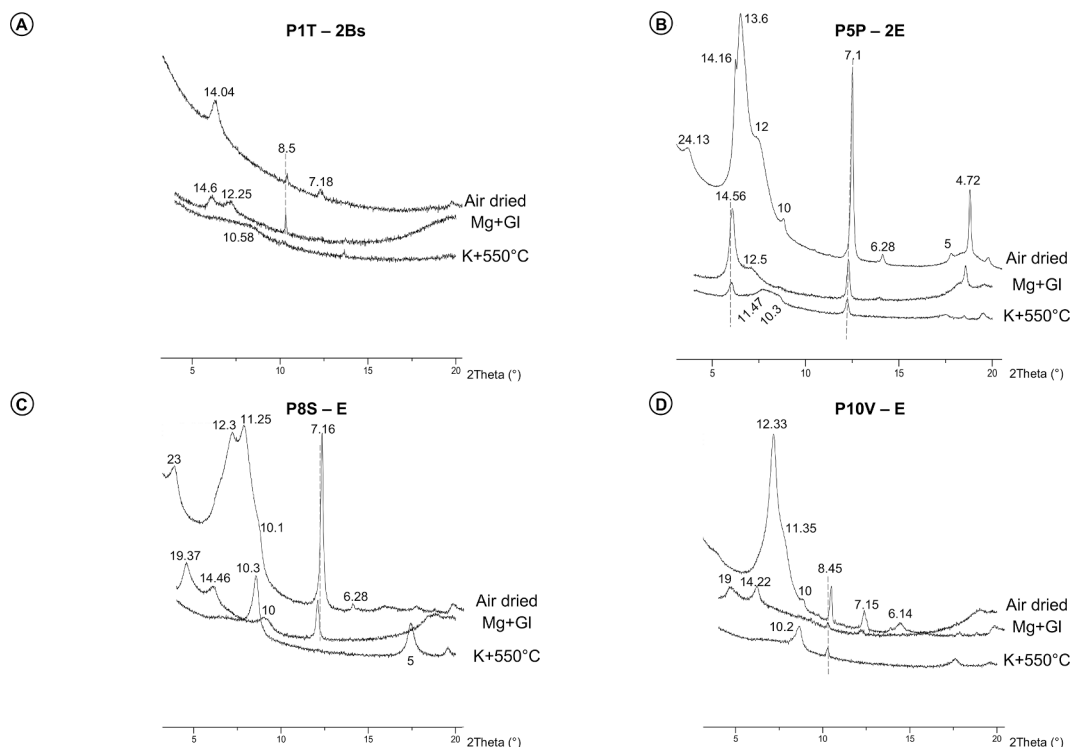 A
P1T – 2Bs
14.04
8.5
7.18
14.6
12.25
10.58
Air dried
Mg+Gl
K+550°C
5
10
15
20
2Theta (°)
B
P5P – 2E
13.6
14.16
7.1
12
24.13
4.72
14.56
10
6.28
5
12.5
11.47
10.3
Air dried
Mg+Gl
K+550°C
5
10
15
20
2Theta (°)
C
P8S – E
12.3
11.25
7.16
23
10.1
19.37
14.46
10.3
10
6.28
5
Air dried
Mg+Gl
K+550°C
5
10
15
20
2Theta (°)
D
P10V – E
12.33
11.35
19
14.22
10
8.45
7.15
6.14
10.2
Air dried
Mg+Gl
K+550°C
5
10
15
20
2Theta (°)